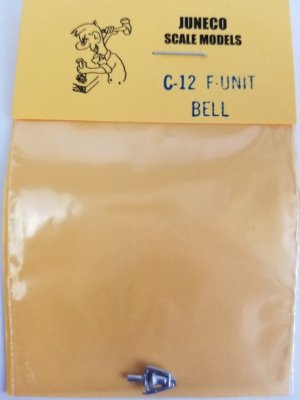 JUNECO
SCALE MODELS
C-12 F-UNIT
BELL